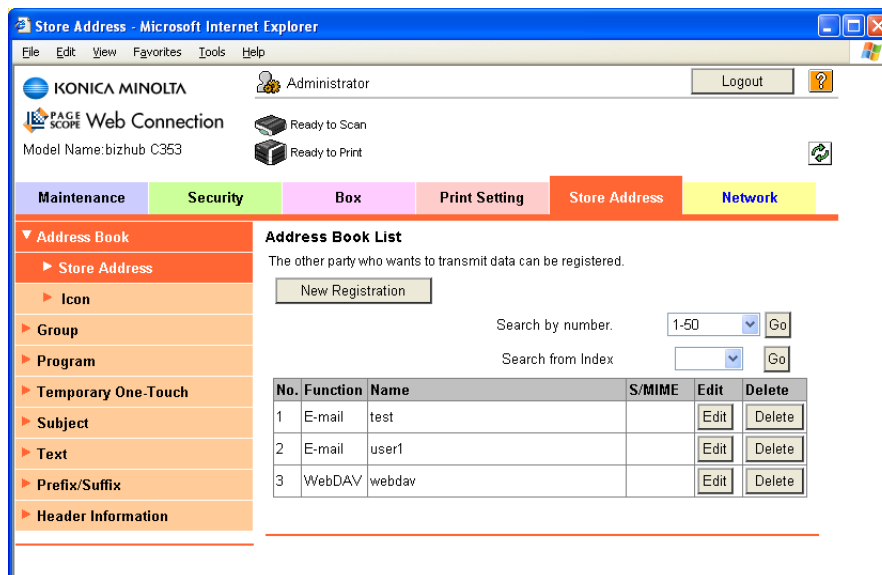 Store Address - Microsoft Internet Explorer
File Edit View Favorites Tools Help
KONICA MINOLTA
Administrator
Logout
?
PAGE SCOPE Web Connection
Ready to Scan
Model Name:bizhub C353
Ready to Print
Maintenance Security Box Print Setting Store Address Network
Address Book
Store Address
Icon
Group
Program
Temporary One-Touch
Subject
Text
Prefix/Suffix
Header Information
Address Book List
The other party who wants to transmit data can be registered.
New Registration
Search by number. 1-50 Go
Search from Index Go
No. Function Name S/MIME Edit Delete
1 E-mail test Edit Delete
2 E-mail user1 Edit Delete
3 WebDAV webdav Edit Delete